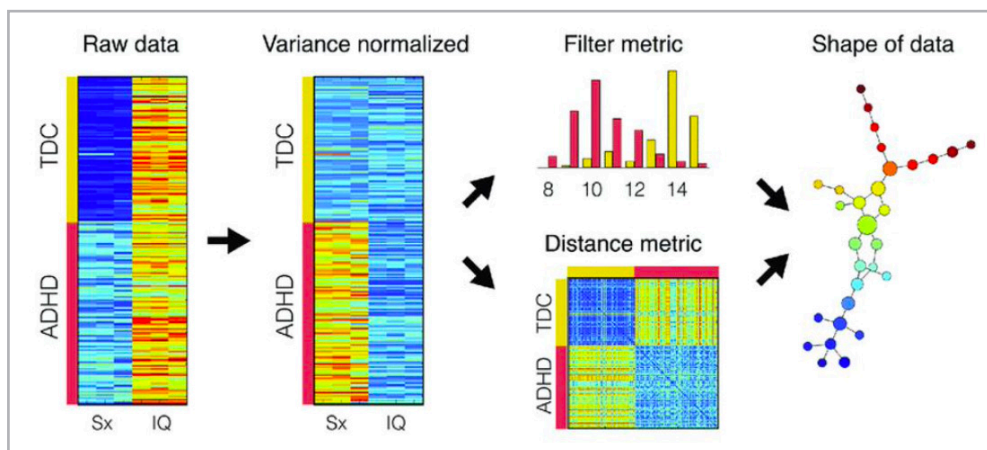 Raw data
Variance normalized
Filter metric
Shape of data
TDC
ADHD
Sx IQ
TDC
ADHD
Sx IQ
8 10 12 14
Distance metric
TDC
ADHD